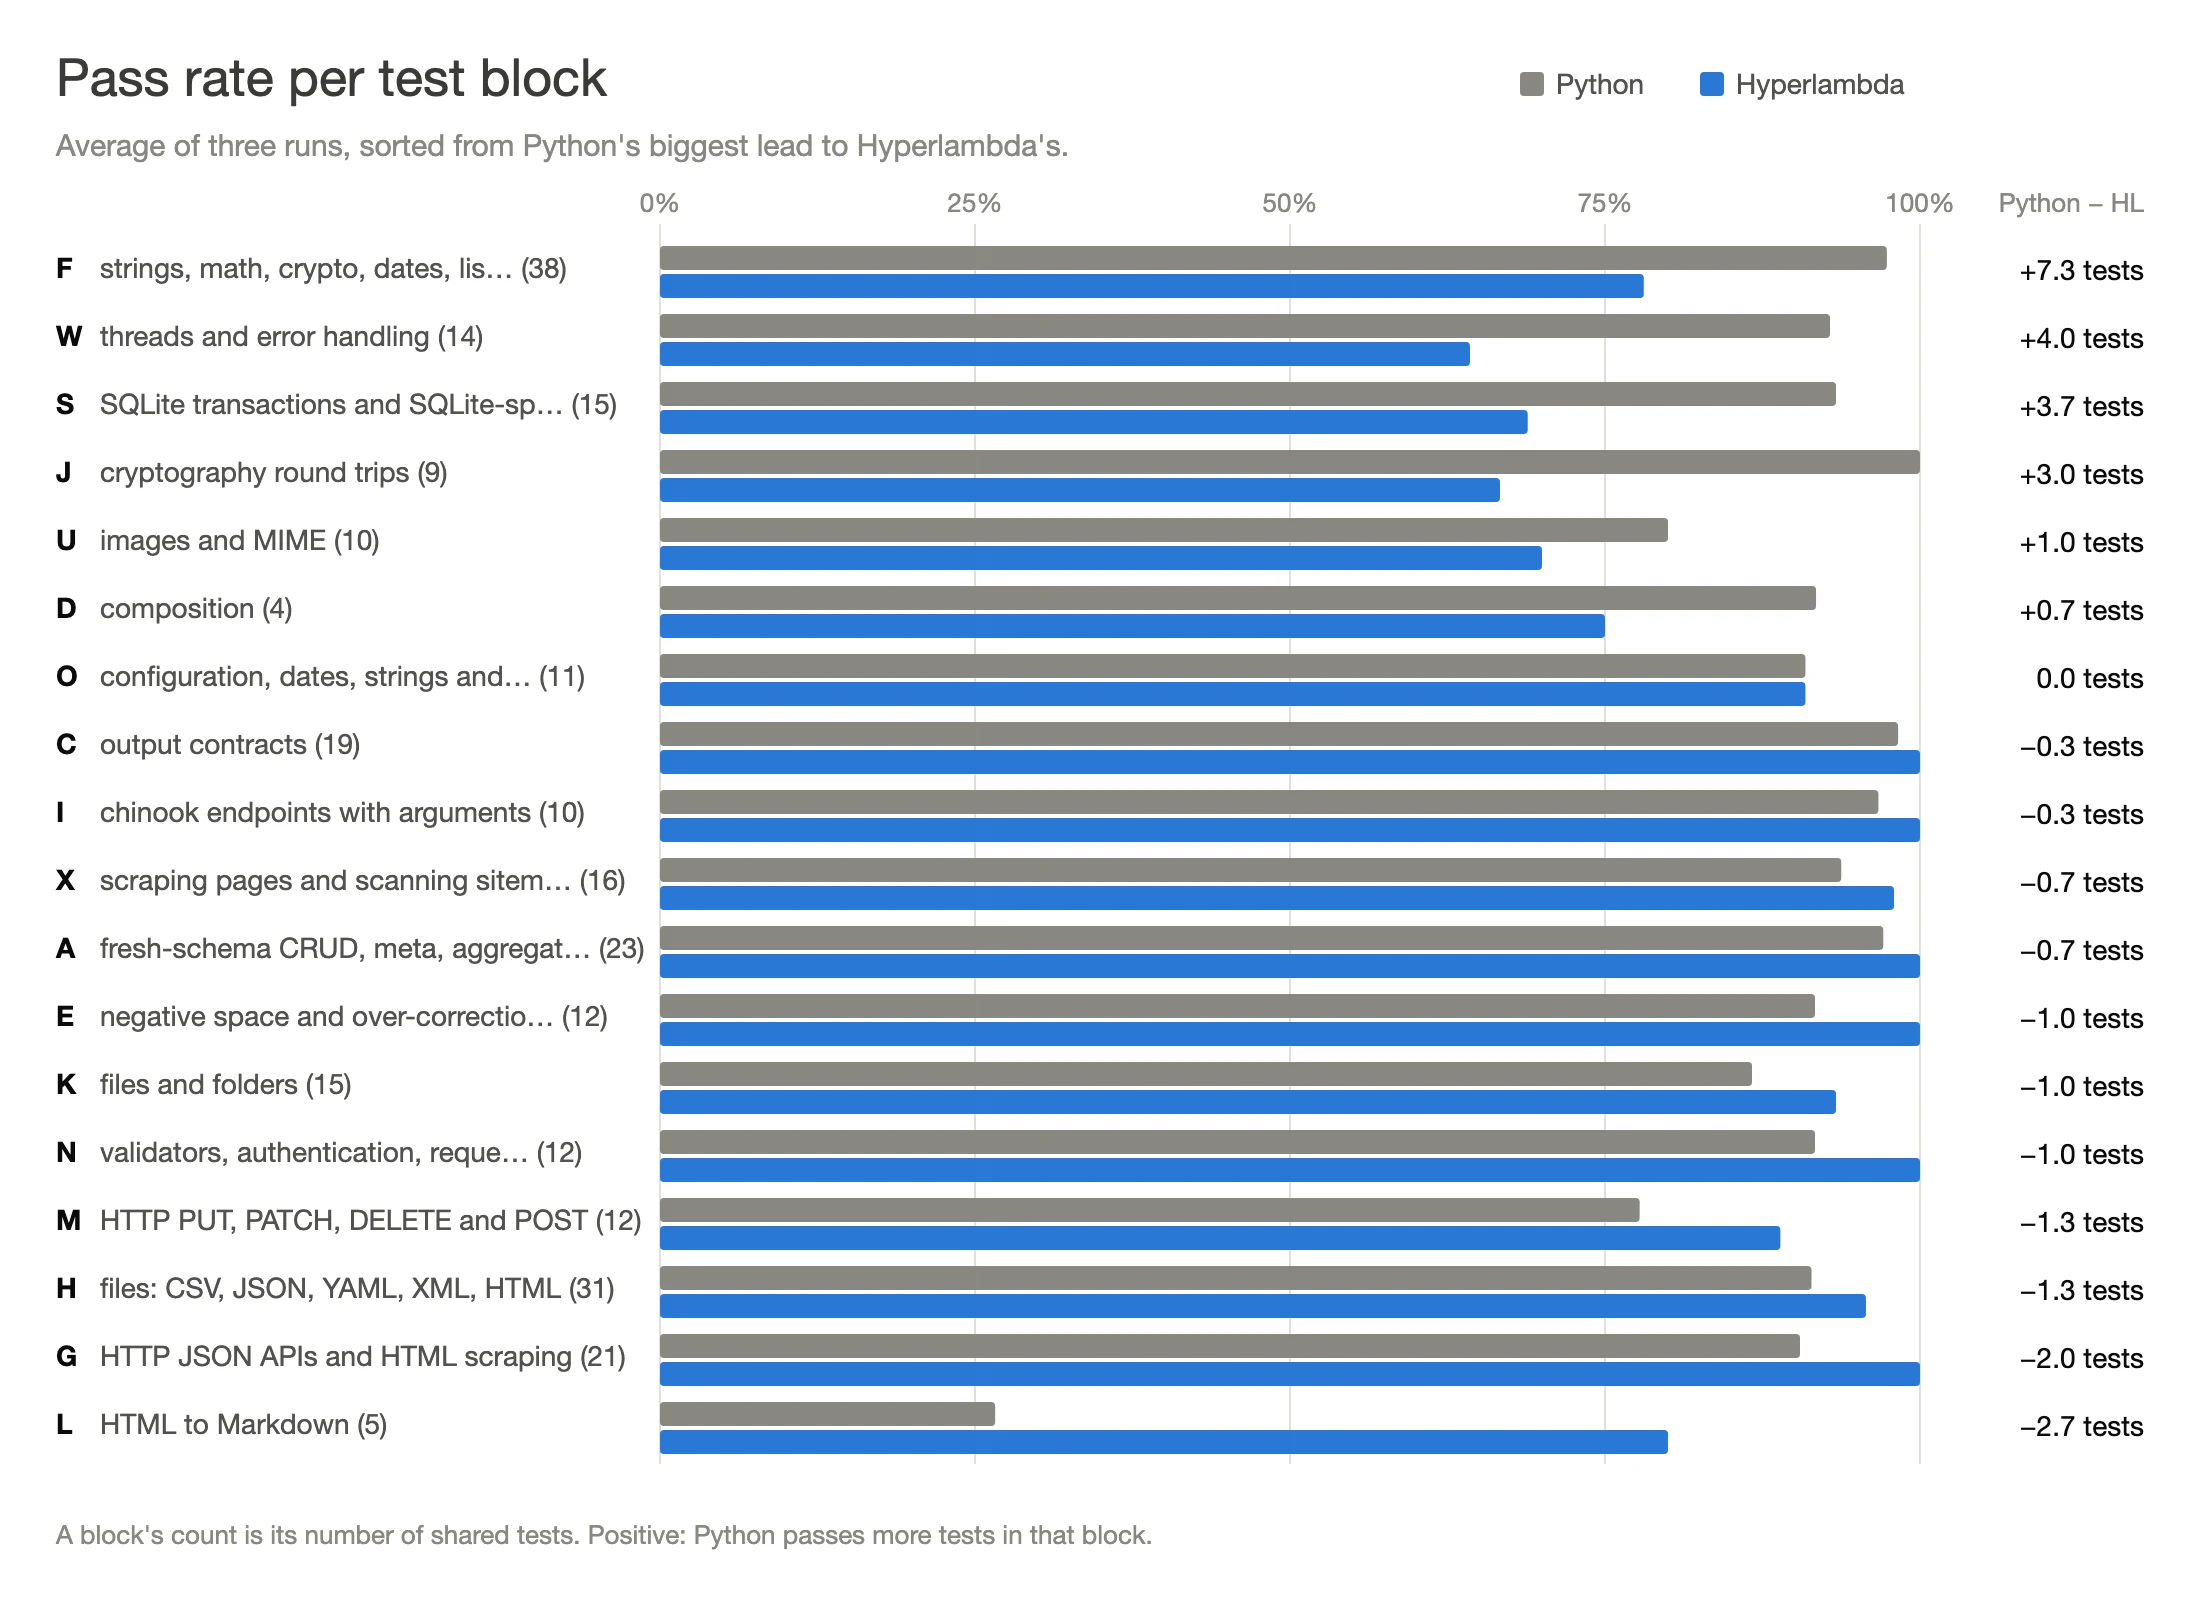 Pass rate per test block
Python
Hyperlambda
Average of three runs, sorted from Python's biggest lead to Hyperlambda's.
0% 25% 50% 75% 100% Python – HL
F strings, math, crypto, dates, lis… (38) +7.3 tests
W threads and error handling (14) +4.0 tests
S SQLite transactions and SQLite-sp… (15) +3.7 tests
J cryptography round trips (9) +3.0 tests
U images and MIME (10) +1.0 tests
D composition (4) +0.7 tests
O configuration, dates, strings and… (11) 0.0 tests
C output contracts (19) −0.3 tests
I chinook endpoints with arguments (10) −0.3 tests
X scraping pages and scanning sitem… (16) −0.7 tests
A fresh-schema CRUD, meta, aggregat… (23) −0.7 tests
E negative space and over-correctio… (12) −1.0 tests
K files and folders (15) −1.0 tests
N validators, authentication, reque… (12) −1.0 tests
M HTTP PUT, PATCH, DELETE and POST (12) −1.3 tests
H files: CSV, JSON, YAML, XML, HTML (31) −1.3 tests
G HTTP JSON APIs and HTML scraping (21) −2.0 tests
L HTML to Markdown (5) −2.7 tests
A block's count is its number of shared tests. Positive: Python passes more tests in that block.